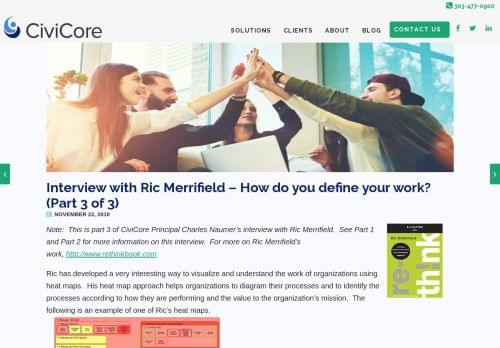 303-477-0900
CiviCore
SOLUTIONS CLIENTS ABOUT BLOG CONTACT US
Interview with Ric Merrifield – How do you define your work?
(Part 3 of 3)
NOVEMBER 22, 2010
Note: This is part 3 of CiviCore Principal Charles Naumer's interview with Ric Merrifield. See Part 1
and Part 2 for more information on this interview. For more on Ric Merrifield's
work, http://www.rethinkbook.com
re-think
Ric has developed a very interesting way to visualize and understand the work of organizations using
heat maps. His heat map approach helps organizations to diagram their processes and to identify the
processes according to how they are performing and the value to the organization's mission. The
following is an example of one of Ric's heat maps.